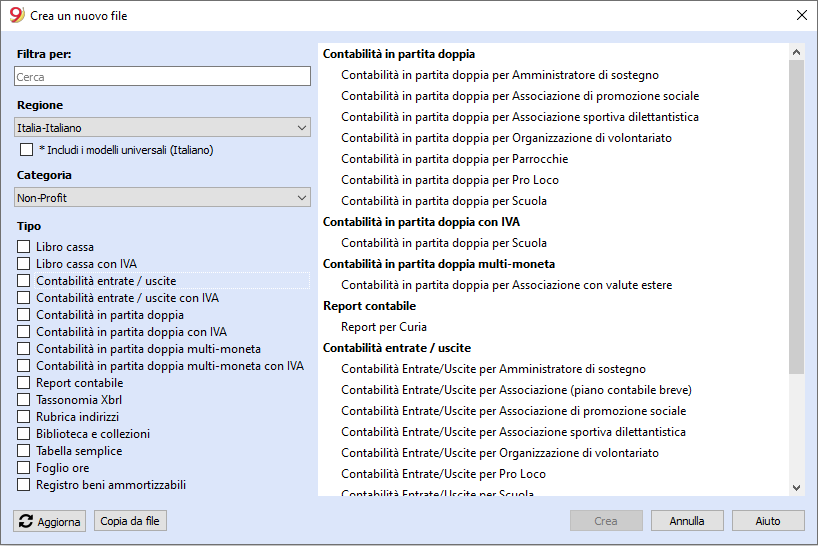 Crea un nuovo file
Filtra per:
Cerca
Regione
Italia-Italiano
* Includi i modelli universali (Italiano)
Categoria
Non-Profit
Tipo
Libro cassa
Libro cassa con IVA
Contabilità entrate / uscite
Contabilità entrate / uscite con IVA
Contabilità in partita doppia
Contabilità in partita doppia con IVA
Contabilità in partita doppia multi-moneta
Contabilità in partita doppia multi-moneta con IVA
Report contabile
Tassonomia Xbrl
Rubrica indirizzi
Biblioteca e collezioni
Tabella semplice
Foglio ore
Registro beni ammortizzabili
Contabilità in partita doppia
Contabilità in partita doppia per Amministratore di sostegno
Contabilità in partita doppia per Associazione di promozione sociale
Contabilità in partita doppia per Associazione sportiva dilettantistica
Contabilità in partita doppia per Organizzazione di volontariato
Contabilità in partita doppia per Parrocchie
Contabilità in partita doppia per Pro Loco
Contabilità in partita doppia per Scuola
Contabilità in partita doppia con IVA
Contabilità in partita doppia per Scuola
Contabilità in partita doppia multi-moneta
Contabilità in partita doppia per Associazione con valute estere
Report contabile
Report per Curia
Contabilità entrate / uscite
Contabilità Entrate/Uscite per Amministratore di sostegno
Contabilità Entrate/Uscite per Associazione (piano contabile breve)
Contabilità Entrate/Uscite per Associazione di promozione sociale
Contabilità Entrate/Uscite per Associazione sportiva dilettantistica
Contabilità Entrate/Uscite per Organizzazione di volontariato
Contabilità Entrate/Uscite per Pro Loco
Contabilità Entrate/Uscite per Scuola
Aggiorna
Copia da file
Crea
Annulla
Aiuto